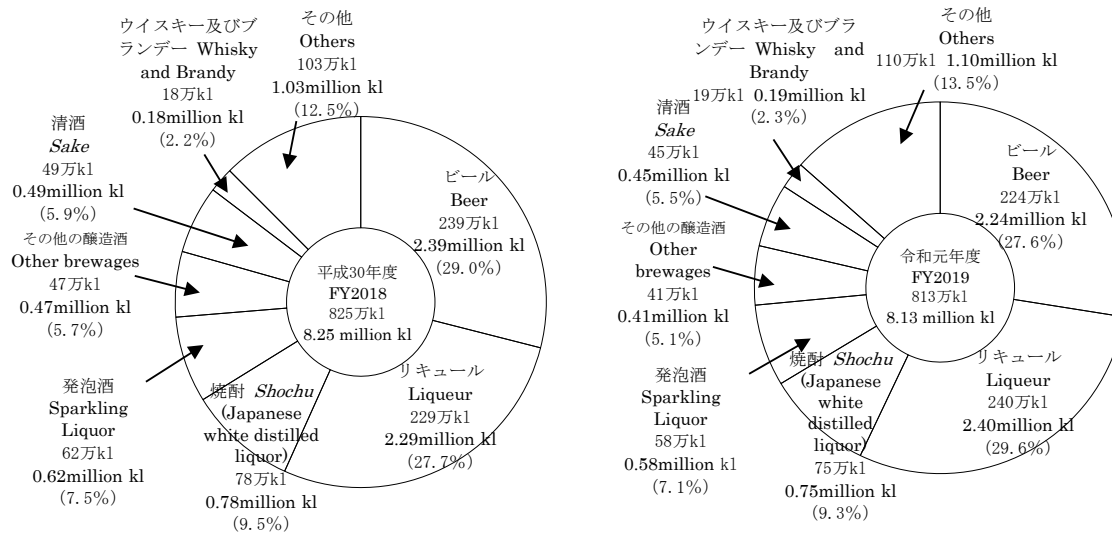 ウイスキー及びブ
ランデー Whisky
and Brandy
18万kl
0.18million kl
(2.2%)
その他
Others
103万kl
1.03million kl
(12.5%)
清酒
Sake
49万kl
0.49million kl
(5.9%)
その他の醸造酒
Other brewages
47万kl
0.47million kl
(5.7%)
発泡酒
Sparkling
Liquor
62万kl
0.62million kl
(7.5%)
焼酎 Shochu
(Japanese
white distilled
liquor)
78万kl
0.78million kl
(9.5%)
ビール
Beer
239万kl
2.39million kl
(29.0%)
平成30年度
FY2018
825万kl
8.25 million kl
リキュール
Liqueur
229万kl
2.29million kl
(27.7%)
ウイスキー及びブラ
ンデー Whisky and
Brandy
19万kl 0.19million kl
(2.3%)
その他
Others
110万kl 1.10million kl
(13.5%)
清酒
Sake
45万kl
0.45million kl
(5.5%)
その他の醸造酒
Other
brewages
41万kl
0.41million kl
(5.1%)
発泡酒
Sparkling
Liquor
58万kl
0.58million kl
(7.1%)
焼酎 Shochu
(Japanese
white
distilled
liquor)
75万kl
0.75million kl
(9.3%)
ビール
Beer
224万kl
2.24million kl
(27.6%)
令和元年度
FY2019
813万kl
8.13 million kl
リキュール
Liqueur
240万kl
2.40million kl
(29.6%)